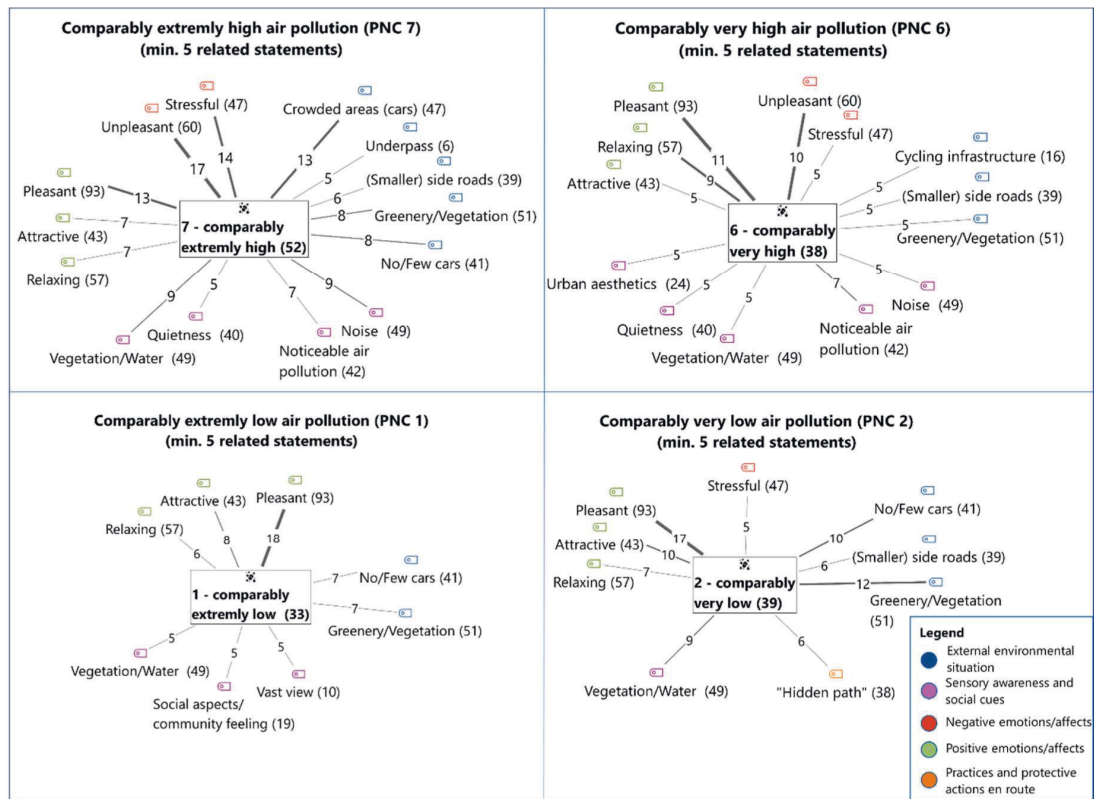 Comparably extremly high air pollution (PNC 7)
(min. 5 related statements)
Stressful (47)
Crowded areas (cars) (47)
Unpleasant (60)
Underpass (6)
14
13
17
5
(Smaller) side roads (39)
Pleasant (93)
13
6
8
Greenery/Vegetation (51)
Attractive (43)
7
7 - comparably
extremely high (52)
8
No/Few cars (41)
7
Relaxing (57)
9
5
7
9
Quietness (40)
Noise (49)
Vegetation/Water (49)
Noticeable air
pollution (42)
Comparably very high air pollution (PNC 6)
(min. 5 related statements)
Pleasant (93)
Unpleasant (60)
Stressful (47)
Relaxing (57)
11
10
Cycling infrastructure (16)
9
5
5
Attractive (43)
(Smaller) side roads (39)
5
5
5
Greenery/Vegetation (51)
6 - comparably
very high (38)
5
5
Urban aesthetics (24)
5
5
7
Noise (49)
Quietness (40)
Noticeable air
pollution (42)
Vegetation/Water (49)
Comparably extremly low air pollution (PNC 1)
(min. 5 related statements)
Attractive (43)
Pleasant (93)
Relaxing (57)
8
18
6
No/Few cars (41)
7
1 - comparably
extremely low (33)
7
Greenery/Vegetation (51)
5
5
5
Vegetation/Water (49)
Vast view (10)
Social aspects/
community feeling (19)
Comparably very low air pollution (PNC 2)
(min. 5 related statements)
Stressful (47)
Pleasant (93)
No/Few cars (41)
5
17
10
Attractive (43)
10
(Smaller) side roads (39)
6
Relaxing (57)
7
2 - comparably
very low (39)
12
Greenery/Vegetation
(51)
9
6
Vegetation/Water (49)
"Hidden path" (38)
Legend
External environmental
situation
Sensory awareness and
social cues
Negative emotions/affects
Positive emotions/affects
Practices and protective
actions en route